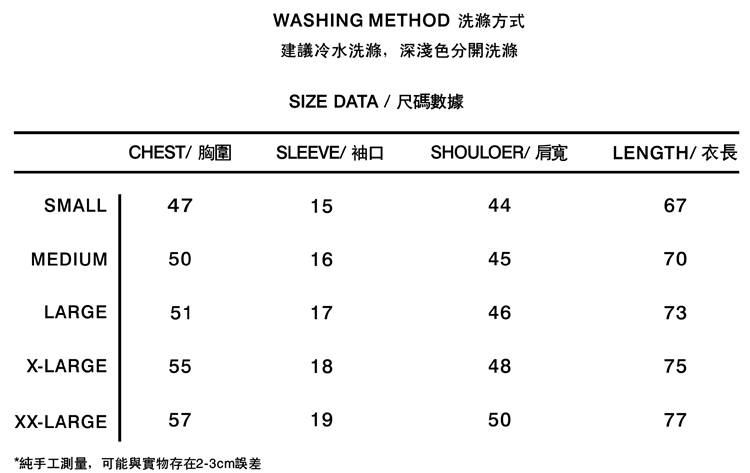 WASHING METHOD 洗滌方式
建議冷水洗滌，深淺色分開洗滌
SIZE DATA / 尺碼數據
CHEST/ 胸圍 SLEEVE/ 袖口 SHOULOER/ 肩寬 LENGTH/ 衣長
SMALL 47 15 44 67
MEDIUM 50 16 45 70
LARGE 51 17 46 73
X-LARGE 55 18 48 75
XX-LARGE 57 19 50 77
*純手工測量，可能與實物存在2-3cm誤差